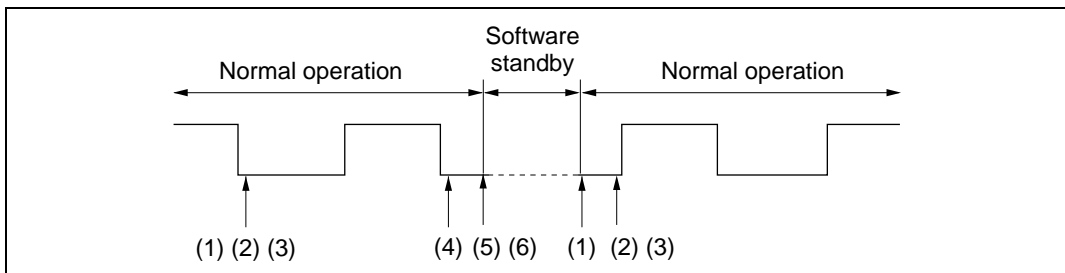 Software
standby
Normal operation
Normal operation
(1) (2) (3)
(4)
(5) (6)
(1)
(2) (3)